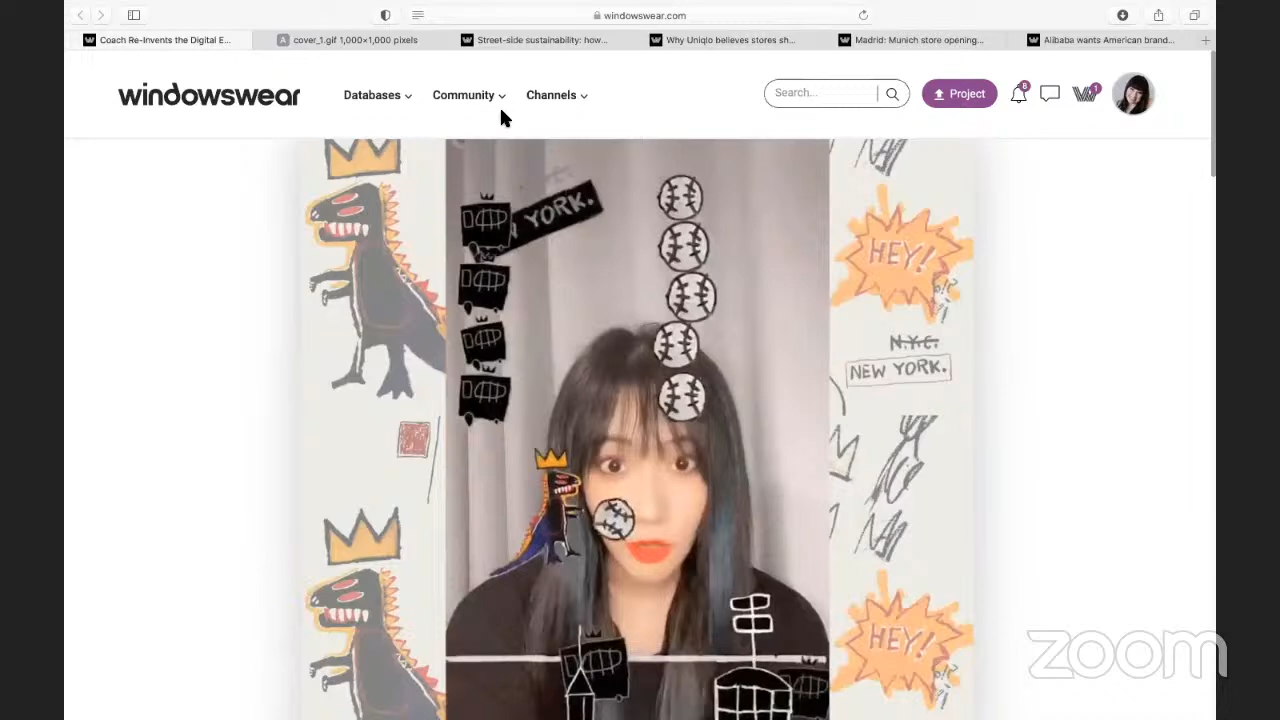 windowswear.com
Coach Re-Invents the Digital E...
cover_1.gif 1,000×1,000 pixels
Street-side sustainability: how...
Why Uniqlo believes stores sh...
Madrid: Munich store opening...
Alibaba wants American brand...
windowswear
Databases
Community
Channels
Search...
Project
8
1
YORK.
HEY!
N.Y.C.
NEW YORK.
HEY!
zoom